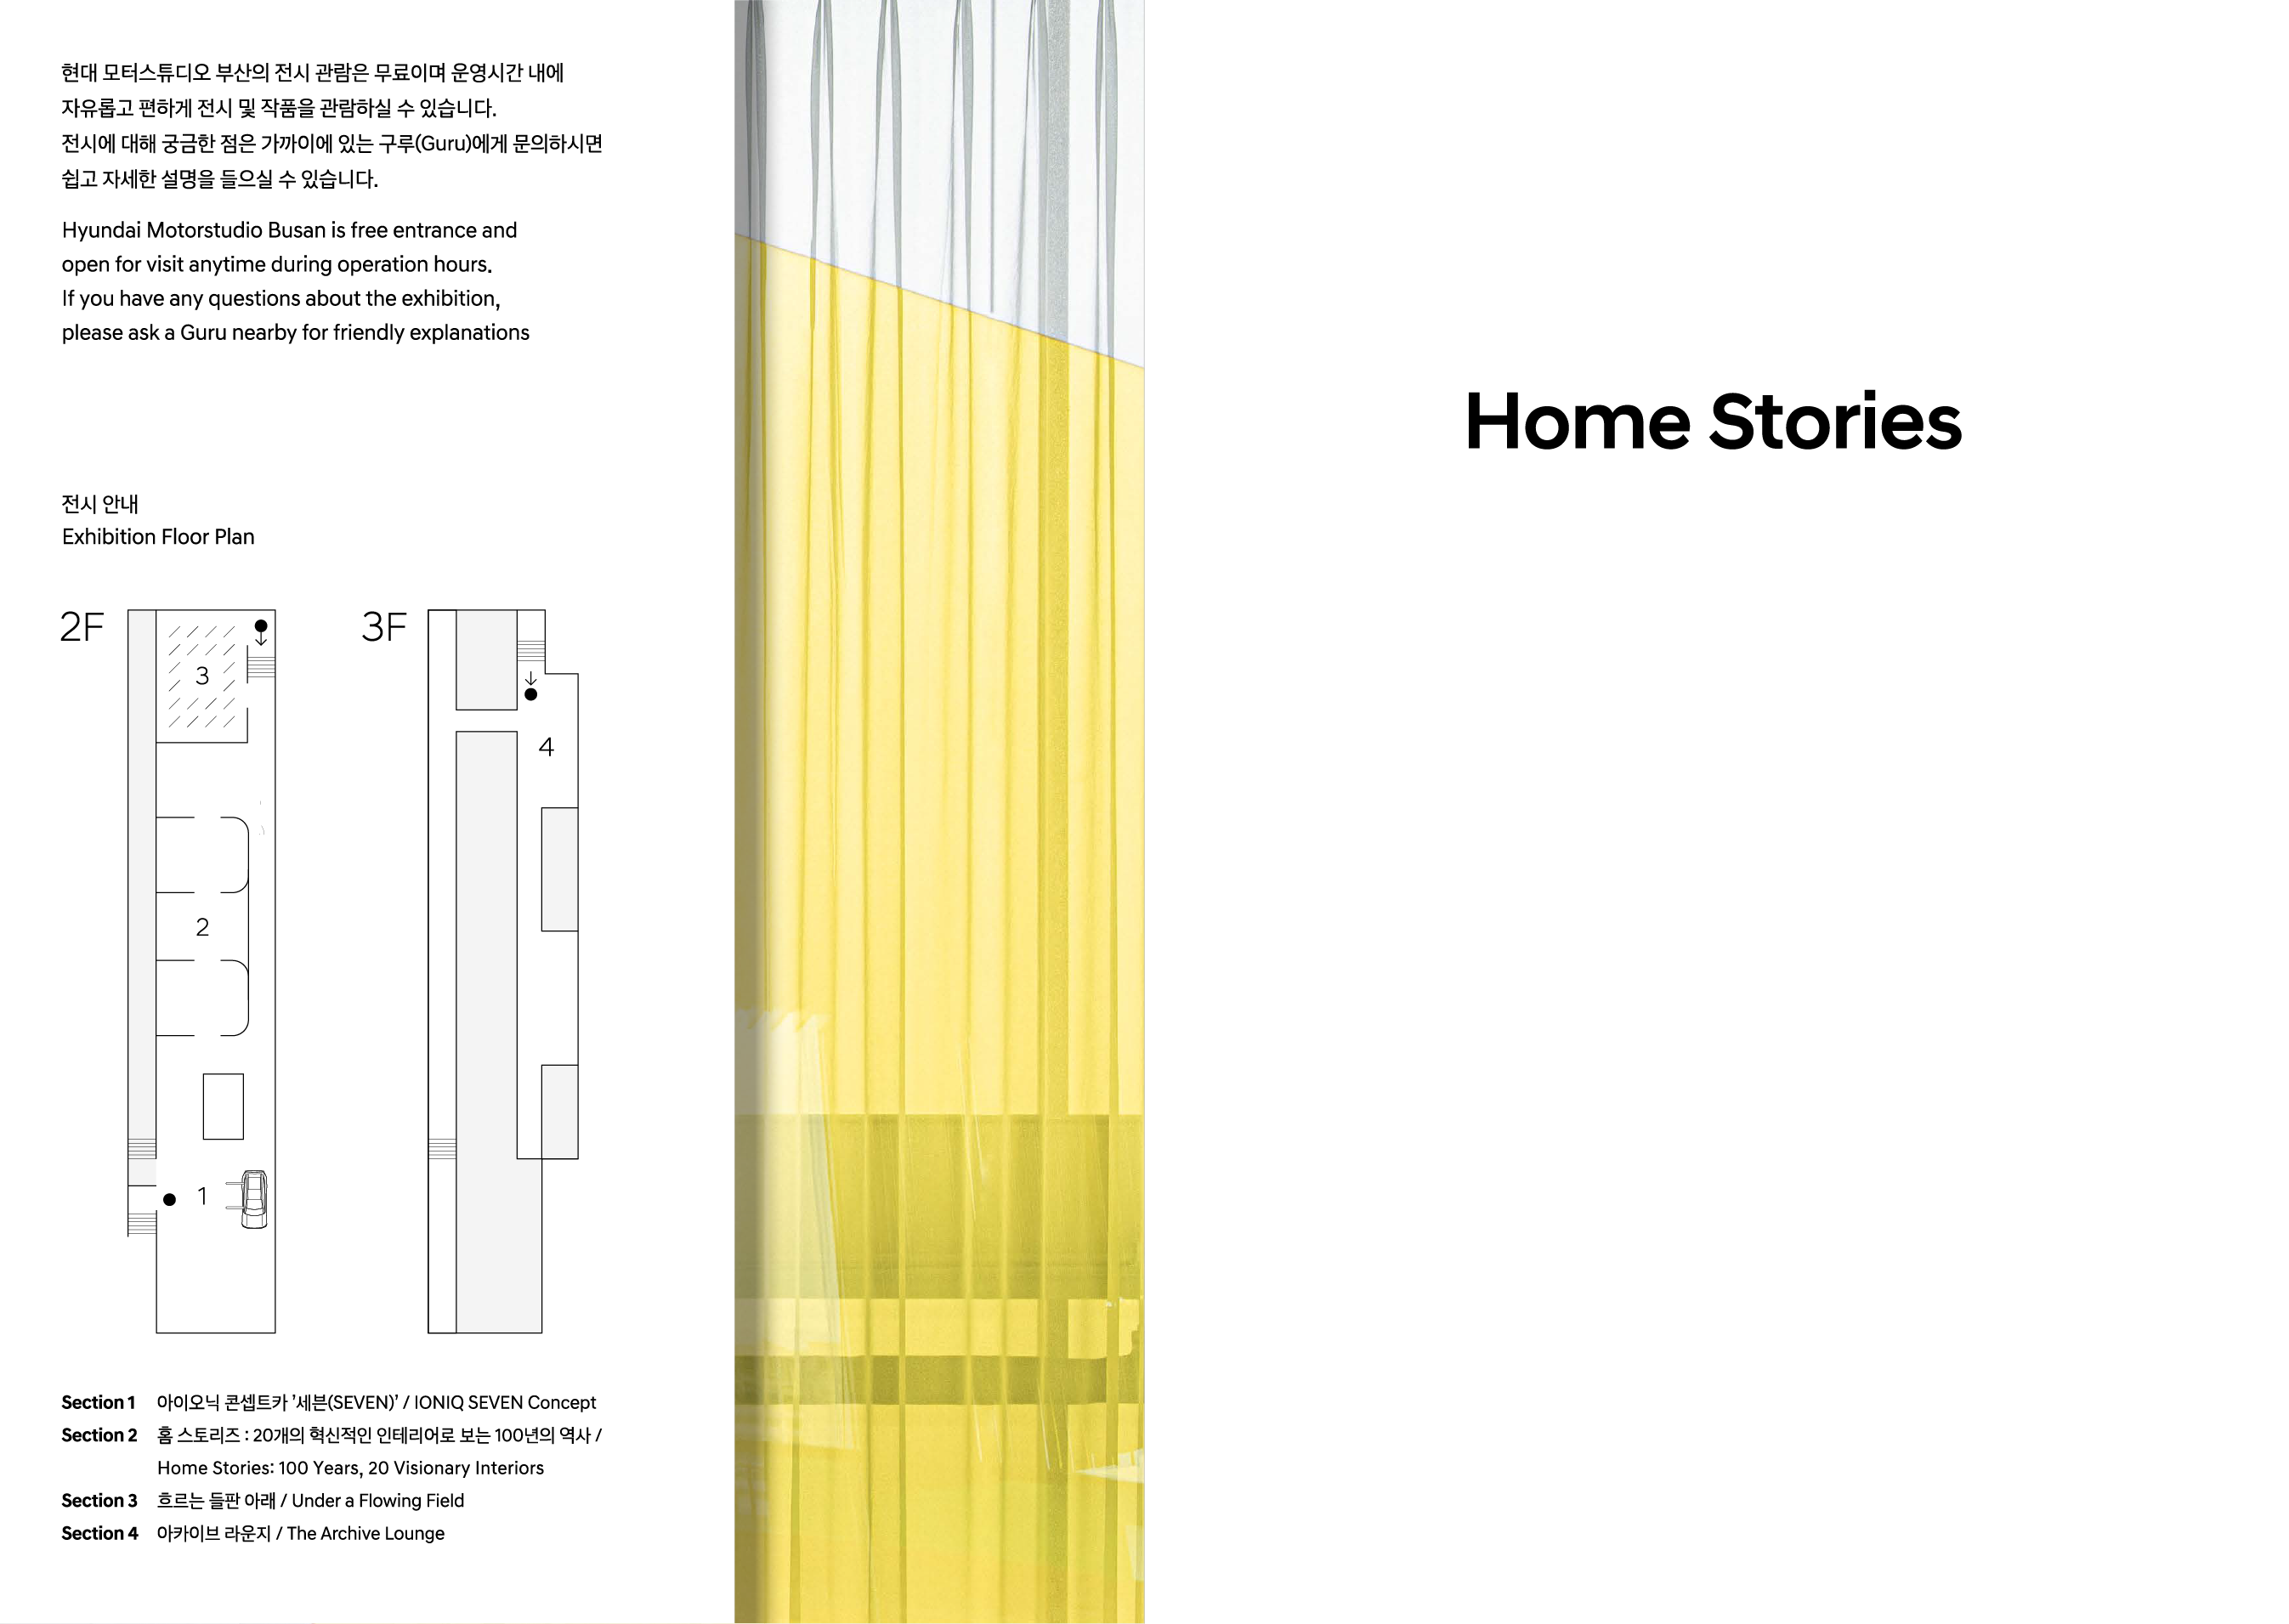 현대 모터스튜디오 부산의 전시 관람은 무료이며 운영시간 내에
자유롭고 편하게 전시 및 작품을 관람하실 수 있습니다.
전시에 대해 궁금한 점은 가까이에 있는 구루(Guru)에게 문의하시면
쉽고 자세한 설명을 들으실 수 있습니다.
Hyundai Motorstudio Busan is free entrance and
open for visit anytime during operation hours.
If you have any questions about the exhibition,
please ask a Guru nearby for friendly explanations
전시 안내
Exhibition Floor Plan
2F
3
2
1
3F
4
Section 1 아이오닉 콘셉트카 '세븐(SEVEN)' / IONIQ SEVEN Concept
Section 2 홈 스토리즈 : 20개의 혁신적인 인테리어로 보는 100년의 역사 /
Home Stories: 100 Years, 20 Visionary Interiors
Section 3 흐르는 들판 아래 / Under a Flowing Field
Section 4 아카이브 라운지 / The Archive Lounge
Home Stories